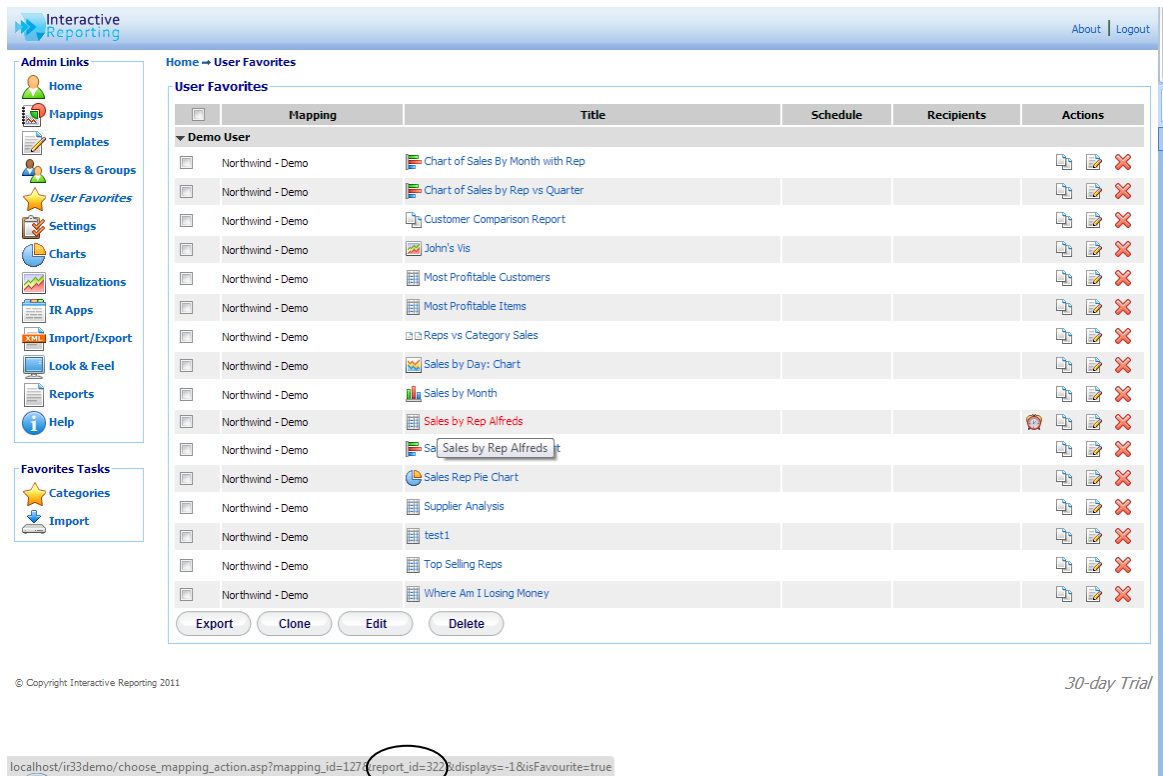 Interactive
Reporting
About | Logout
Admin Links
Home
Mappings
Templates
Users & Groups
User Favorites
Settings
Charts
Visualizations
IR Apps
XML Import/Export
Look & Feel
Reports
Help
Favorites Tasks
Categories
Import
Home → User Favorites
User Favorites
Mapping Title Schedule Recipients Actions
Demo User
Northwind - Demo Chart of Sales By Month with Rep
Northwind - Demo Chart of Sales by Rep vs Quarter
Northwind - Demo Customer Comparison Report
Northwind - Demo John's Vis
Northwind - Demo Most Profitable Customers
Northwind - Demo Most Profitable Items
Northwind - Demo Reps vs Category Sales
Northwind - Demo Sales by Day: Chart
Northwind - Demo Sales by Month
Northwind - Demo Sales by Rep Alfreds
Northwind - Demo
Sales by Rep Alfreds
Northwind - Demo Sales Rep Pie Chart
Northwind - Demo Supplier Analysis
Northwind - Demo test1
Northwind - Demo Top Selling Reps
Northwind - Demo Where Am I Losing Money
Export Clone Edit Delete
© Copyright Interactive Reporting 2011
30-day Trial
localhost/ir33demo/choose_mapping_action.asp?mapping_id=127&report_id=322&displays=-1&isFavourite=true